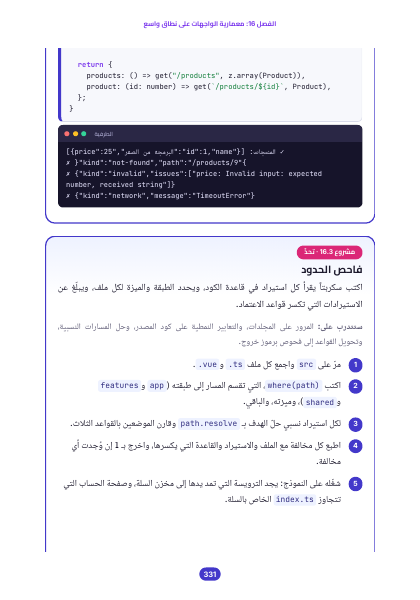 الفصل 16: معمارية الواجهات على نطاق واسع
return {
products: () => get("/products", z.array(Product)),
product: (id: number) => get(`/products/${id}`, Product),
};
}
الطرفية
✓ المنتجات: [{"id":1,"name":"البرمجة من الصفر","price":25}]
✗ {"kind":"not-found","path":"/products/9"}
✗ {"kind":"invalid","issues":["price: Invalid input: expected
number, received string"]}
✗ {"kind":"network","message":"TimeoutError"}
مشروع 16.3 · تحدٍّ
فاحص الحدود
اكتب سكربتاً يقرأ كل استيراد في قاعدة الكود، ويحدد الطبقة والميزة لكل ملف، ويبلّغ عن
الاستيرادات التي تكسر قواعد الاعتماد.
ستتدرب على: المرور على المجلدات، والتعابير النمطية على كود المصدر، وحل المسارات النسبية،
وتحويل القواعد إلى فحوص برموز خروج.
1 مرّ على src واجمع كل ملف .ts و .vue.
2 اكتب where(path)، التي تقسم المسار إلى طبقته (app و features
و shared)، وميزته، والباقي.
3 لكل استيراد نسبي حلّ الهدف بـ path.resolve وقارن الموضعين بالقواعد الثلاث.
4 اطبع كل مخالفة مع الملف والاستيراد والقاعدة التي يكسرها، واخرج بـ 1 إن وُجدت أي
مخالفة.
5 شغّله على النموذج: يجد الترويسة التي تمد يدها إلى مخزن السلة، وصفحة الحساب التي
تتجاوز index.ts الخاص بالسلة.
331